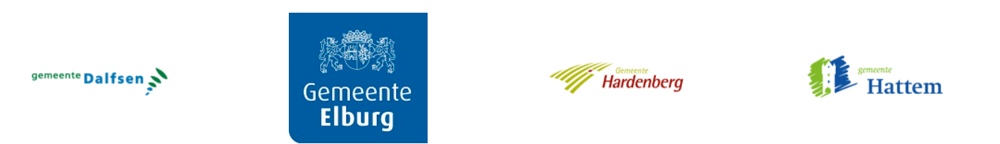 gemeente Dalfsen
Gemeente
Elburg
Gemeente
Hardenberg
gemeente
Hattem